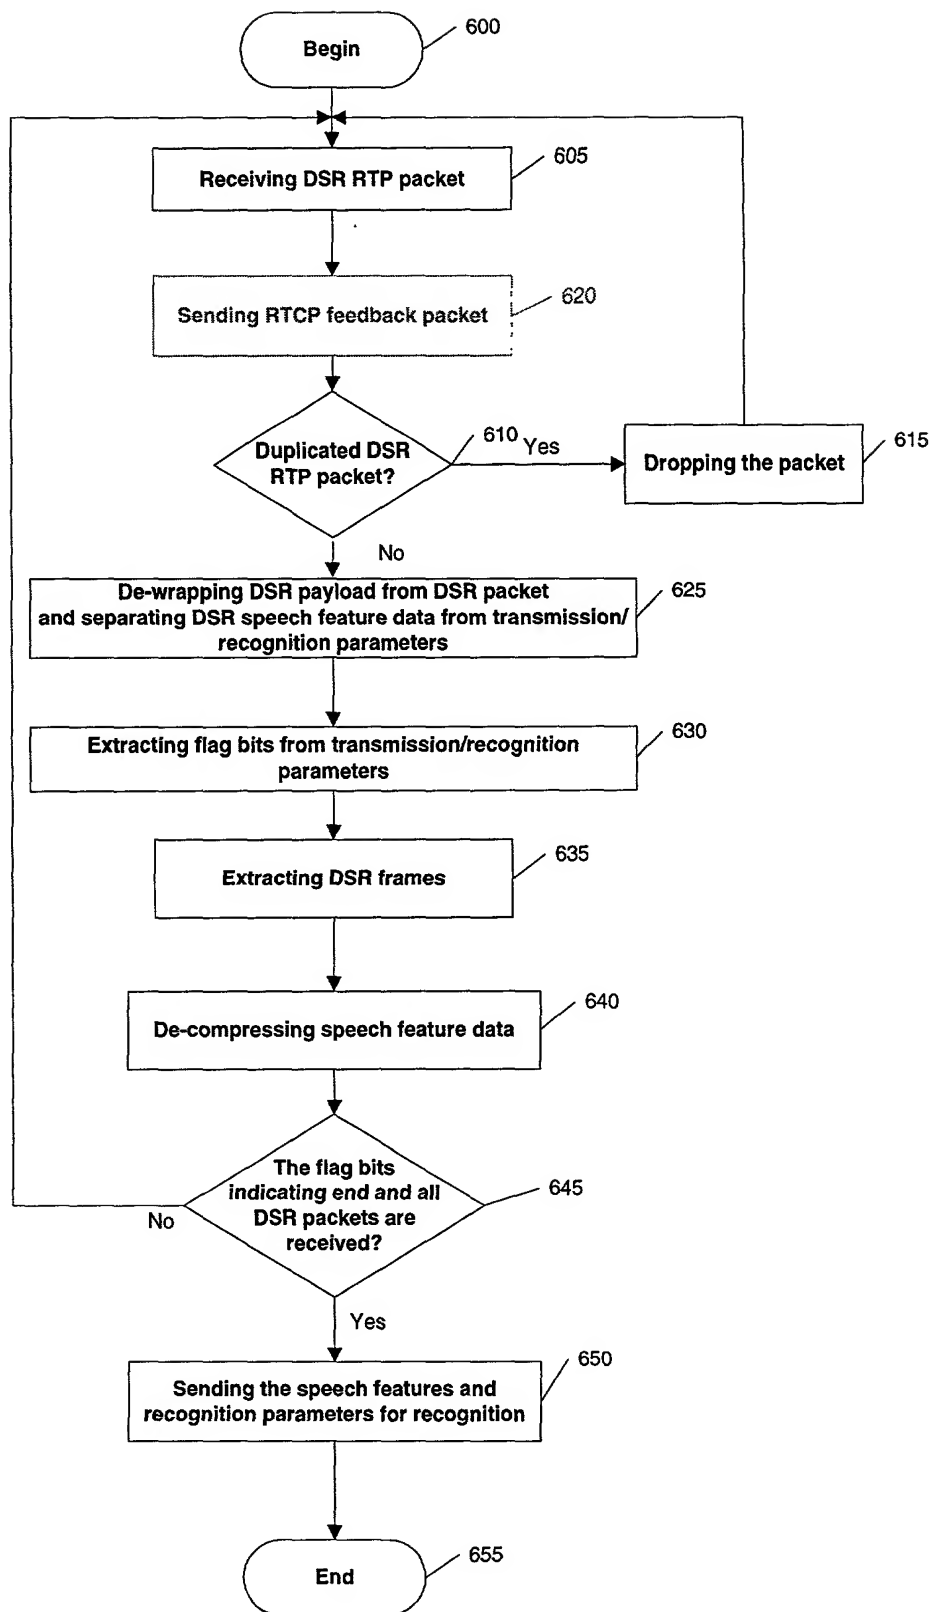 Begin
600
Receiving DSR RTP packet
605
Sending RTCP feedback packet
620
Duplicated DSR
RTP packet?
610
Yes
Dropping the packet
615
No
De-wrapping DSR payload from DSR packet
and separating DSR speech feature data from transmission/
recognition parameters
625
Extracting flag bits from transmission/recognition
parameters
630
Extracting DSR frames
635
De-compressing speech feature data
640
The flag bits
indicating end and all
DSR packets are
received?
645
No
Yes
Sending the speech features and
recognition parameters for recognition
650
End
655